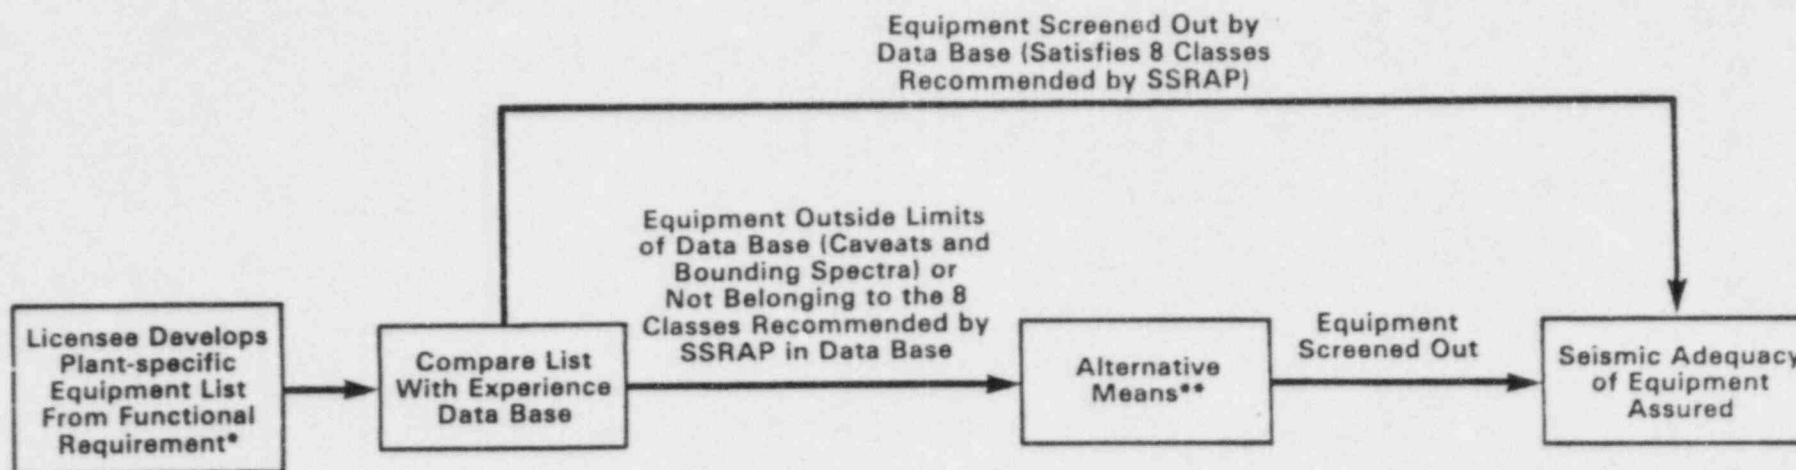 Equipment Screened Out by
Data Base (Satisfies 8 Classes
Recommended by SSRAP)
Equipment Outside Limits
of Data Base (Caveats and
Bounding Spectra) or
Not Belonging to the 8
Classes Recommended by
SSRAP in Data Base
Licensee Develops
Plant-specific
Equipment List
From Functional
Requirement*
Compare List
With Experience
Data Base
Alternative
Means**
Equipment
Screened Out
Seismic Adequacy
of Equipment
Assured